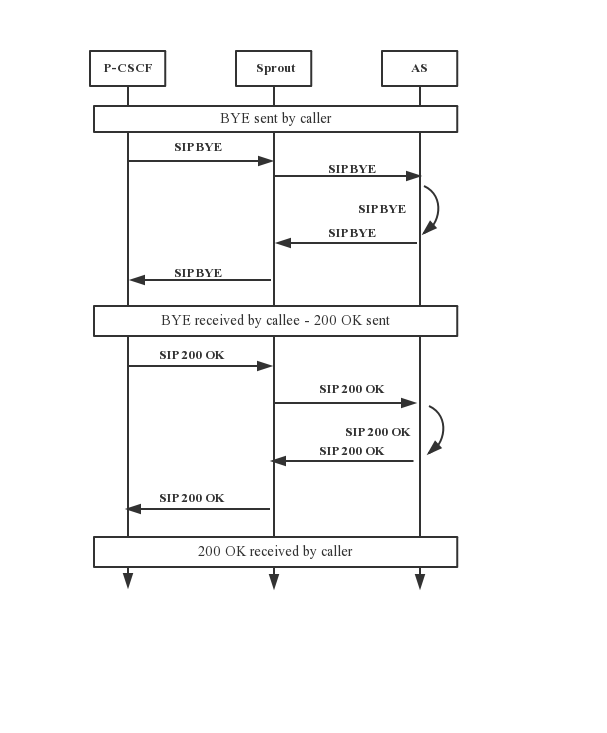 P-CSCF Sprout AS
BYE sent by caller
SIP BYE
SIP BYE
SIP BYE
SIP BYE
SIP BYE
BYE received by callee - 200 OK sent
SIP 200 OK
SIP 200 OK
SIP 200 OK
SIP 200 OK
SIP 200 OK
200 OK received by caller